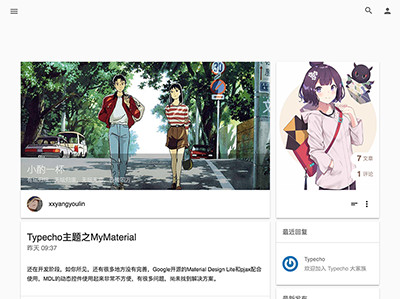 小酌一杯
xxyangyoulin
Typecho主题之MyMaterial
昨天 09:37
还在开发阶段，如你所见，还有很多地方没有完善，Google开源的Material Design Lite和pjax配合
使用，MDL的动态控件使用起来非常不方便，有很多问题，尚未找到解决方案。
7 文章
1 评论
最近回复
Typecho
欢迎加入 Typecho 大家族